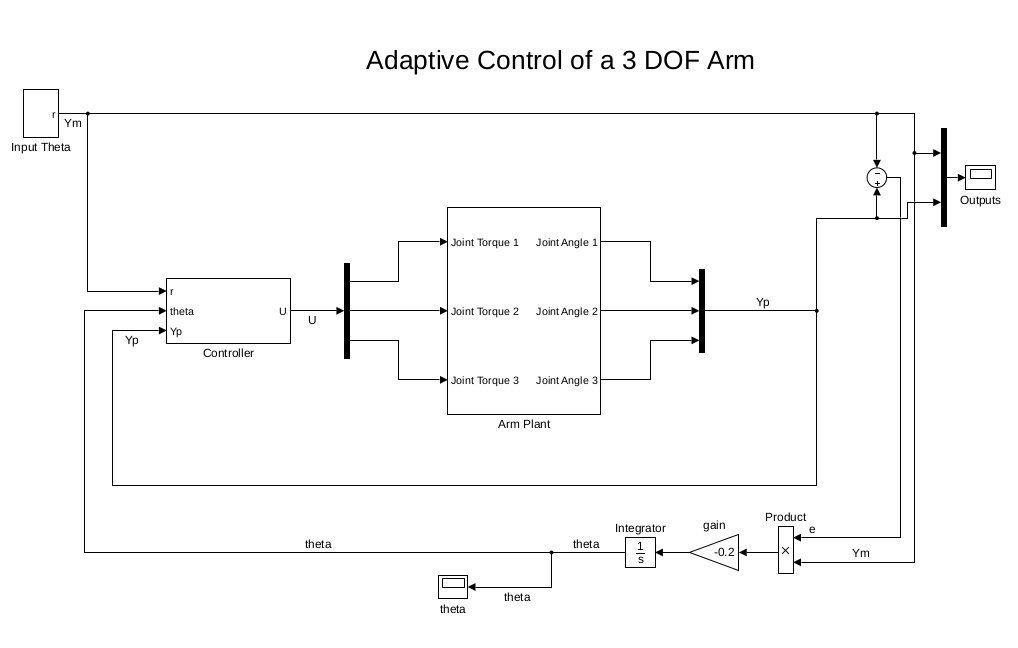 Adaptive Control of a 3 DOF Arm
r
Ym
Input Theta
−
+
Outputs
Joint Torque 1
Joint Angle 1
r
theta
U
Yp
Controller
Yp
U
Joint Torque 2
Joint Angle 2
Yp
Joint Torque 3
Joint Angle 3
Arm Plant
theta
theta
Integrator
1
s
gain
-0.2
Product
×
e
Ym
theta
theta